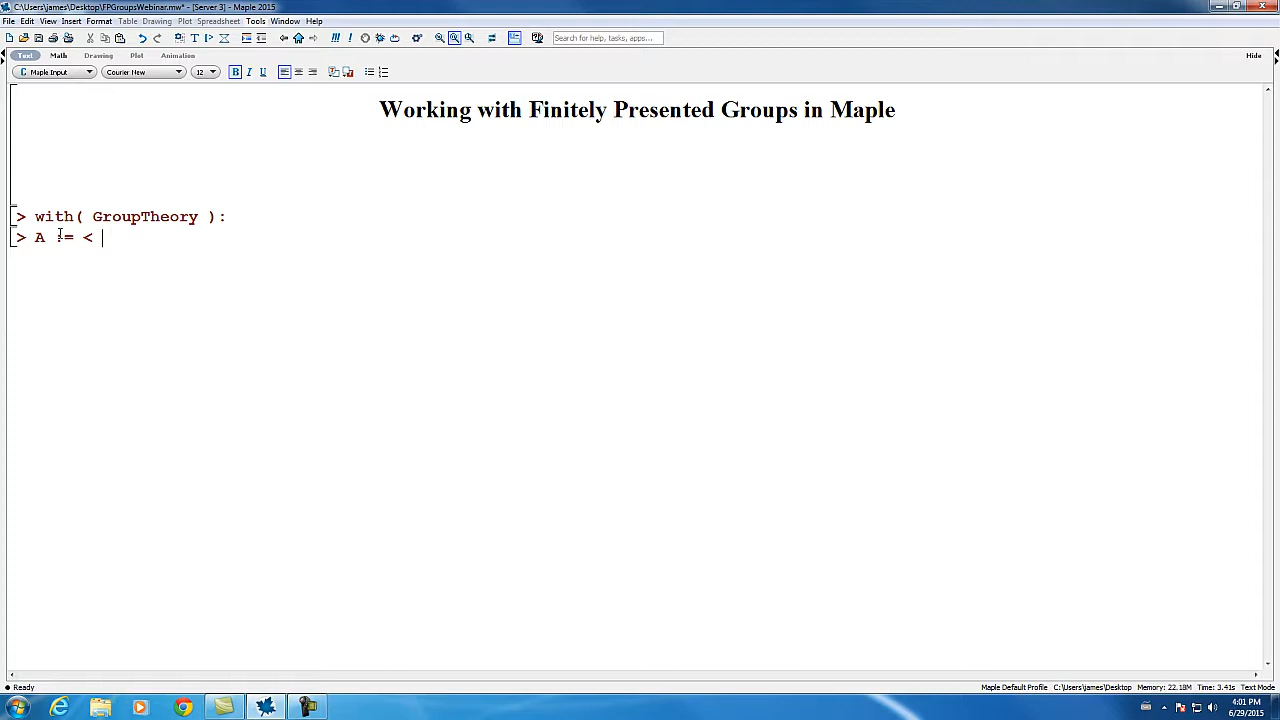 C:\Users\james\Desktop\FPGroupsWebinar.mw* - [Server 3] - Maple 2015
File Edit View Insert Format Table Drawing Plot Spreadsheet Tools Window Help
Search for help, tasks, apps...
Text Math Drawing Plot Animation Hide
Maple Input Courier New 12 B I U
Working with Finitely Presented Groups in Maple
> with( GroupTheory ):
> A := <
Ready Maple Default Profile C:\Users\james\Desktop Memory: 22.18M Time: 3.41s Text Mode
4:01 PM
6/29/2015